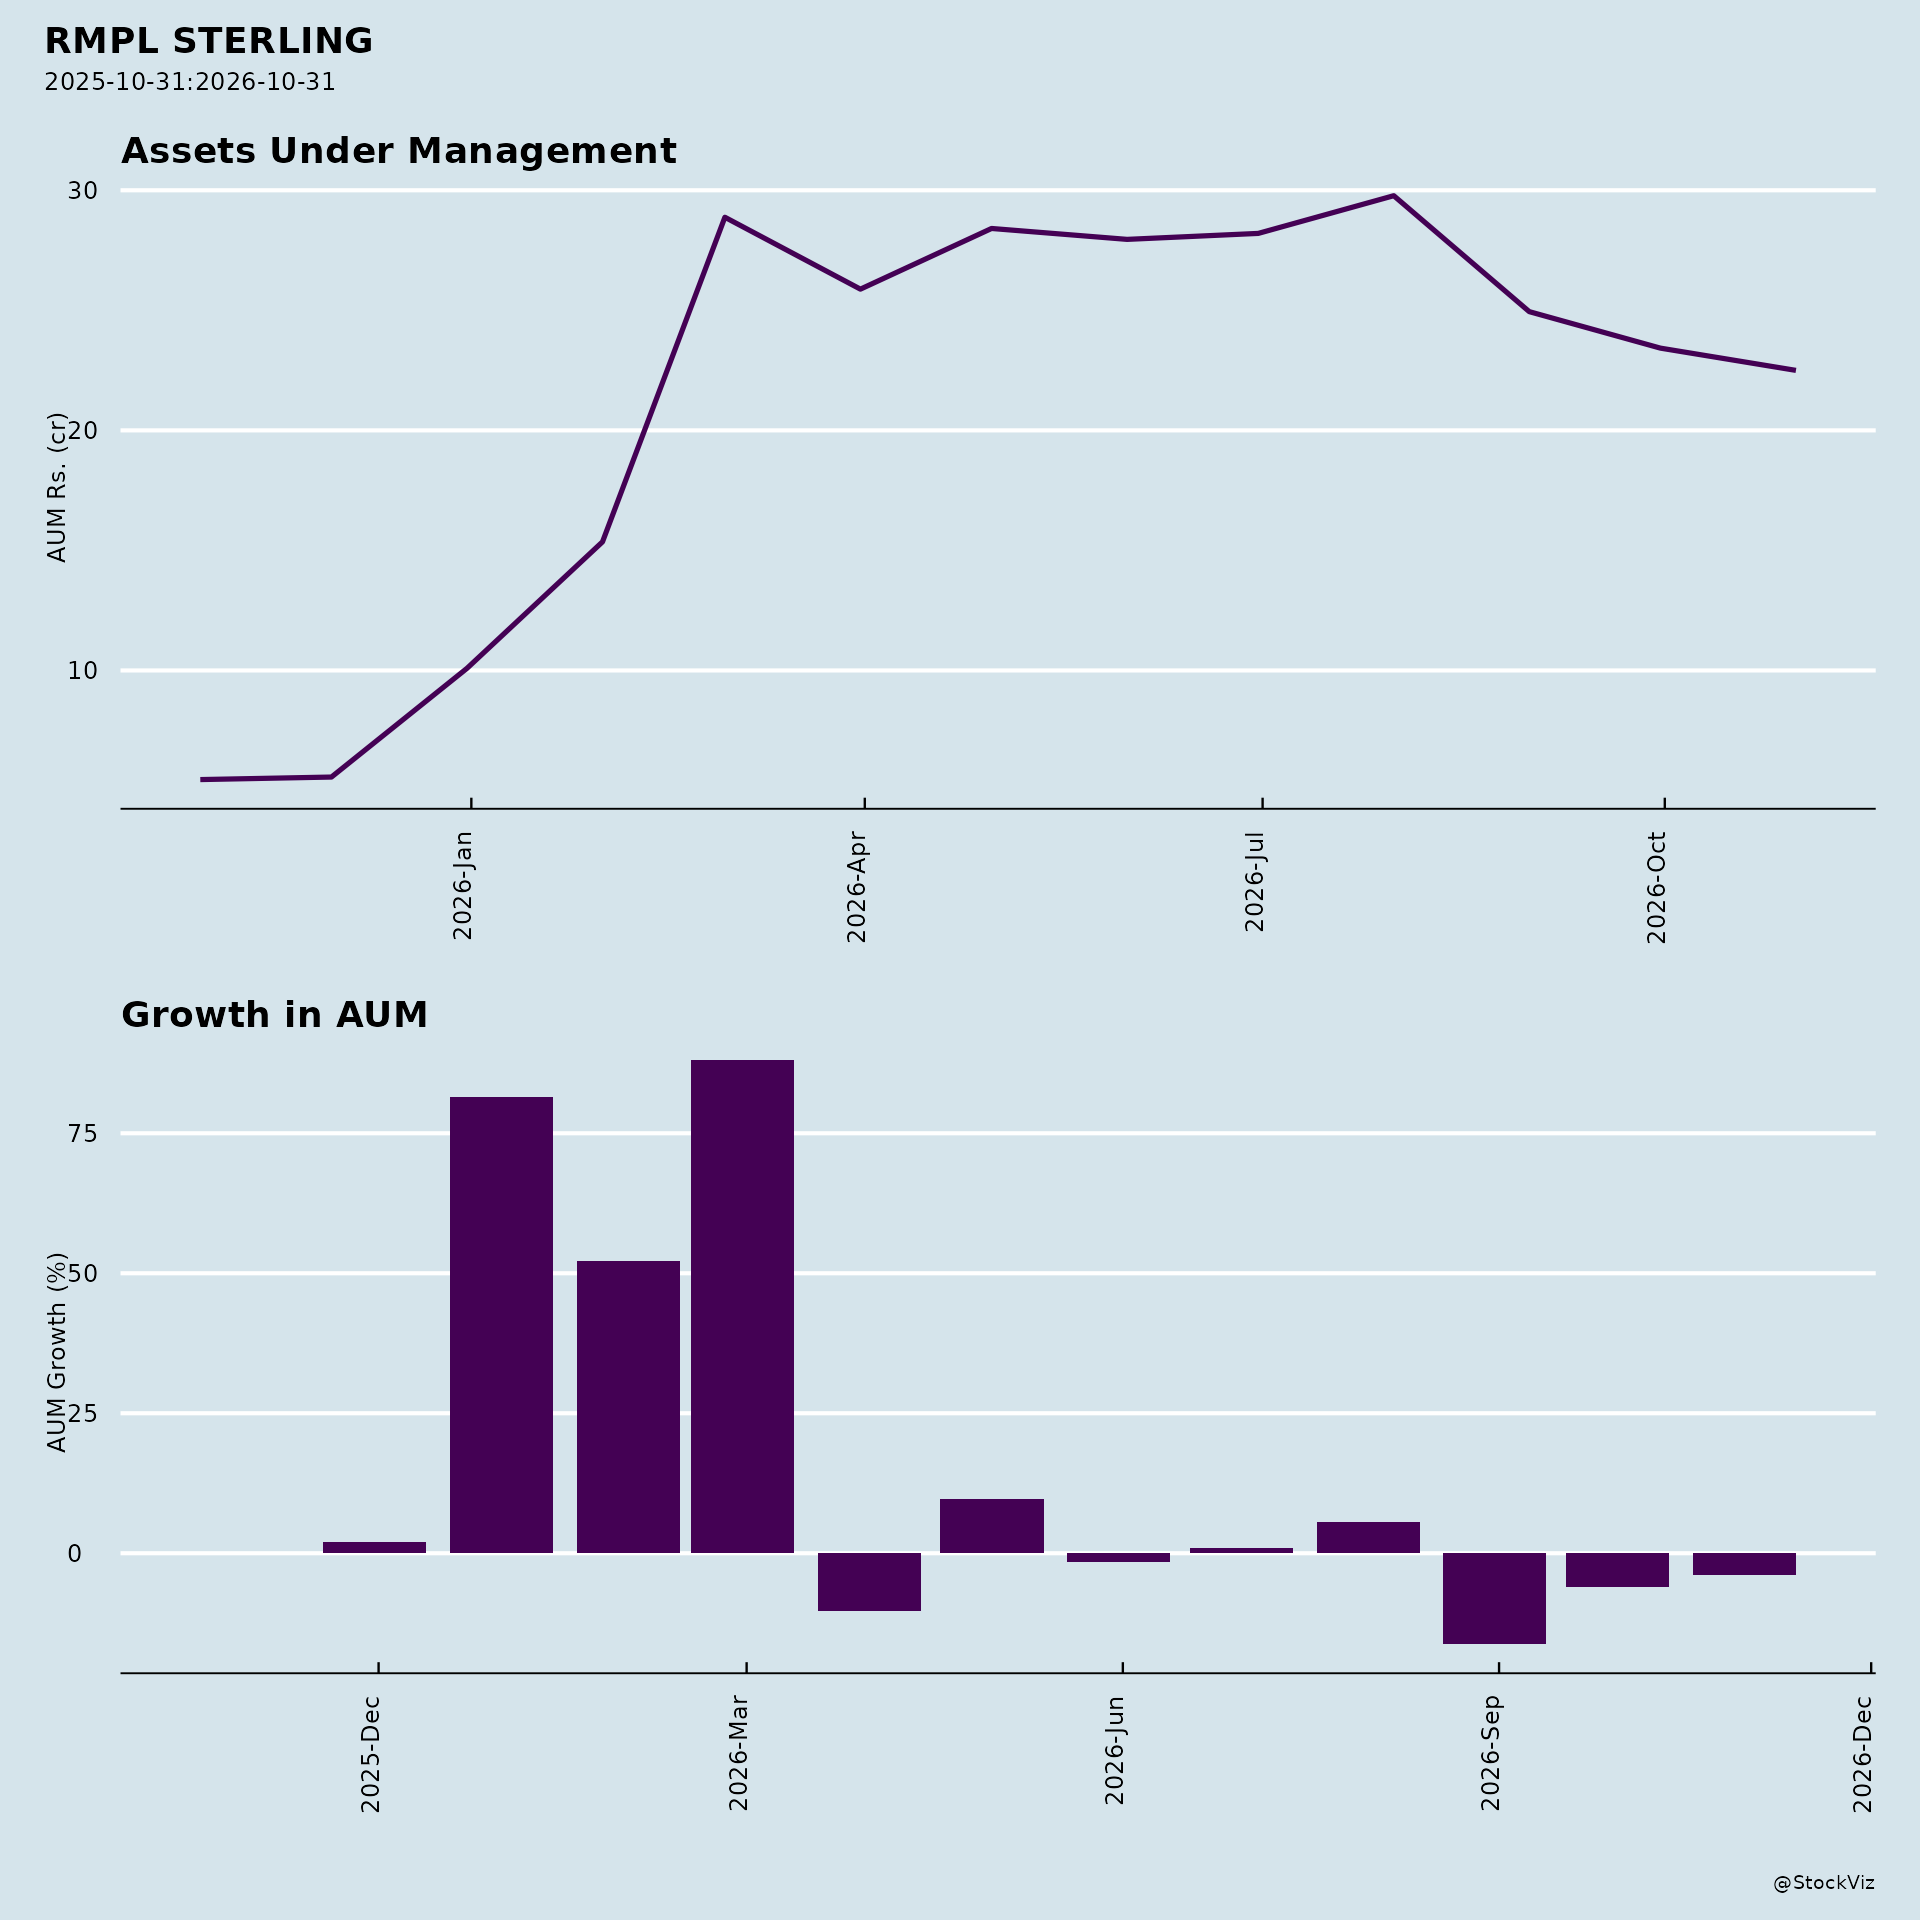 RMPL STERLING
2025-10-31:2026-10-31
Assets Under Management
AUM Rs. (cr)
30
20
10
2026-Jan
2026-Apr
2026-Jul
2026-Oct
Growth in AUM
AUM Growth (%)
75
50
25
0
2025-Dec
2026-Mar
2026-Jun
2026-Sep
2026-Dec
@StockViz